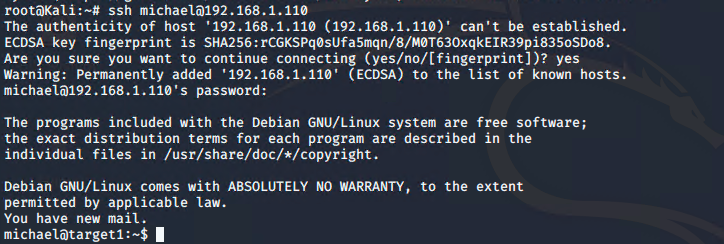 root@Kali:~# ssh michael@192.168.1.110
The authenticity of host '192.168.1.110 (192.168.1.110)' can't be established.
ECDSA key fingerprint is SHA256:rCGKSPq0sUfa5mqn/8/M0T63OxqkEIR39pi835oSDo8.
Are you sure you want to continue connecting (yes/no/[fingerprint])? yes
Warning: Permanently added '192.168.1.110' (ECDSA) to the list of known hosts.
michael@192.168.1.110's password:
The programs included with the Debian GNU/Linux system are free software;
the exact distribution terms for each program are described in the
individual files in /usr/share/doc/*/copyright.
Debian GNU/Linux comes with ABSOLUTELY NO WARRANTY, to the extent
permitted by applicable law.
You have new mail.
michael@target1:~$